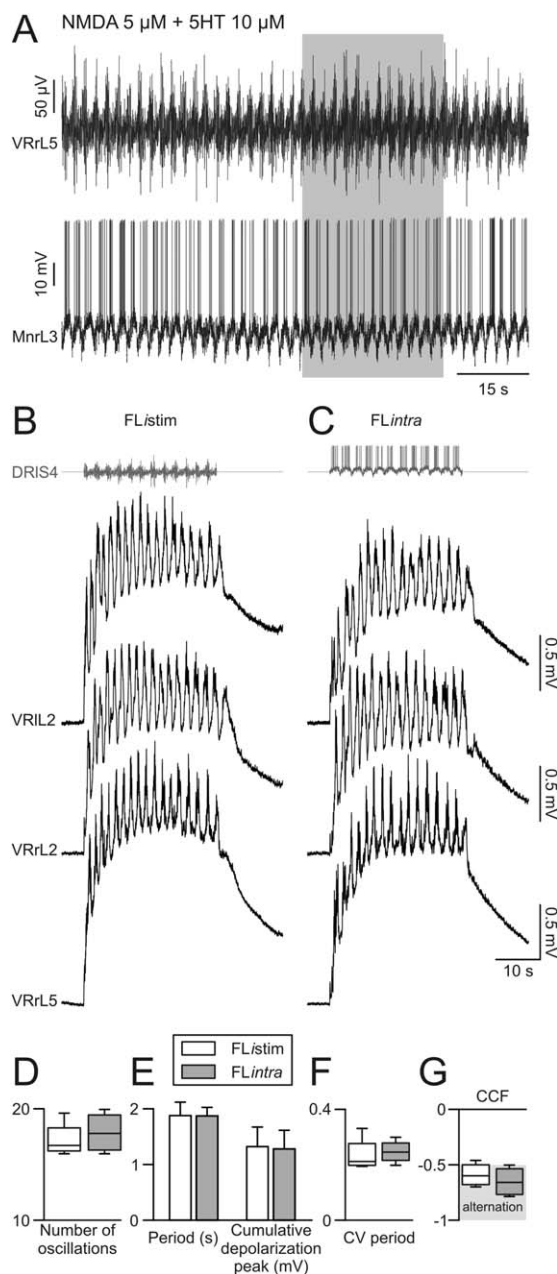 A
NMDA 5 µM + 5HT 10 µM
50 µV
VRrL5
10 mV
MnrL3
15 s
B
FListim
C
FLintra
DRIS4
VRlL2
0.5 mV
VRrL2
0.5 mV
VRrL5
0.5 mV
10 s
FListim
FLintra
D
20
10
Number of
oscillations
E
2
1
0
Period (s)
Cumulative
depolarization
peak (mV)
F
0.4
0
CV period
G
CCF
0
-0.5
-1
alternation